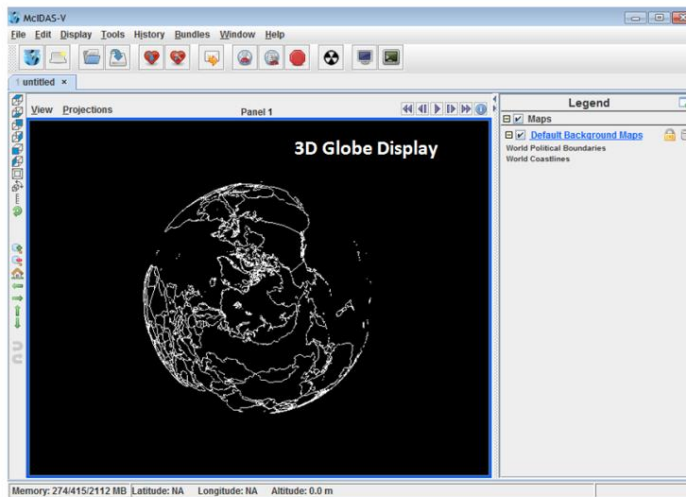 McIDAS-V
File Edit Display Tools History Bundles Window Help
1 untitled ×
View Projections
Panel 1
3D Globe Display
Legend
Maps
Default Background Maps
World Political Boundaries
World Coastlines
Memory: 274/415/2112 MB Latitude: NA Longitude: NA Altitude: 0.0 m